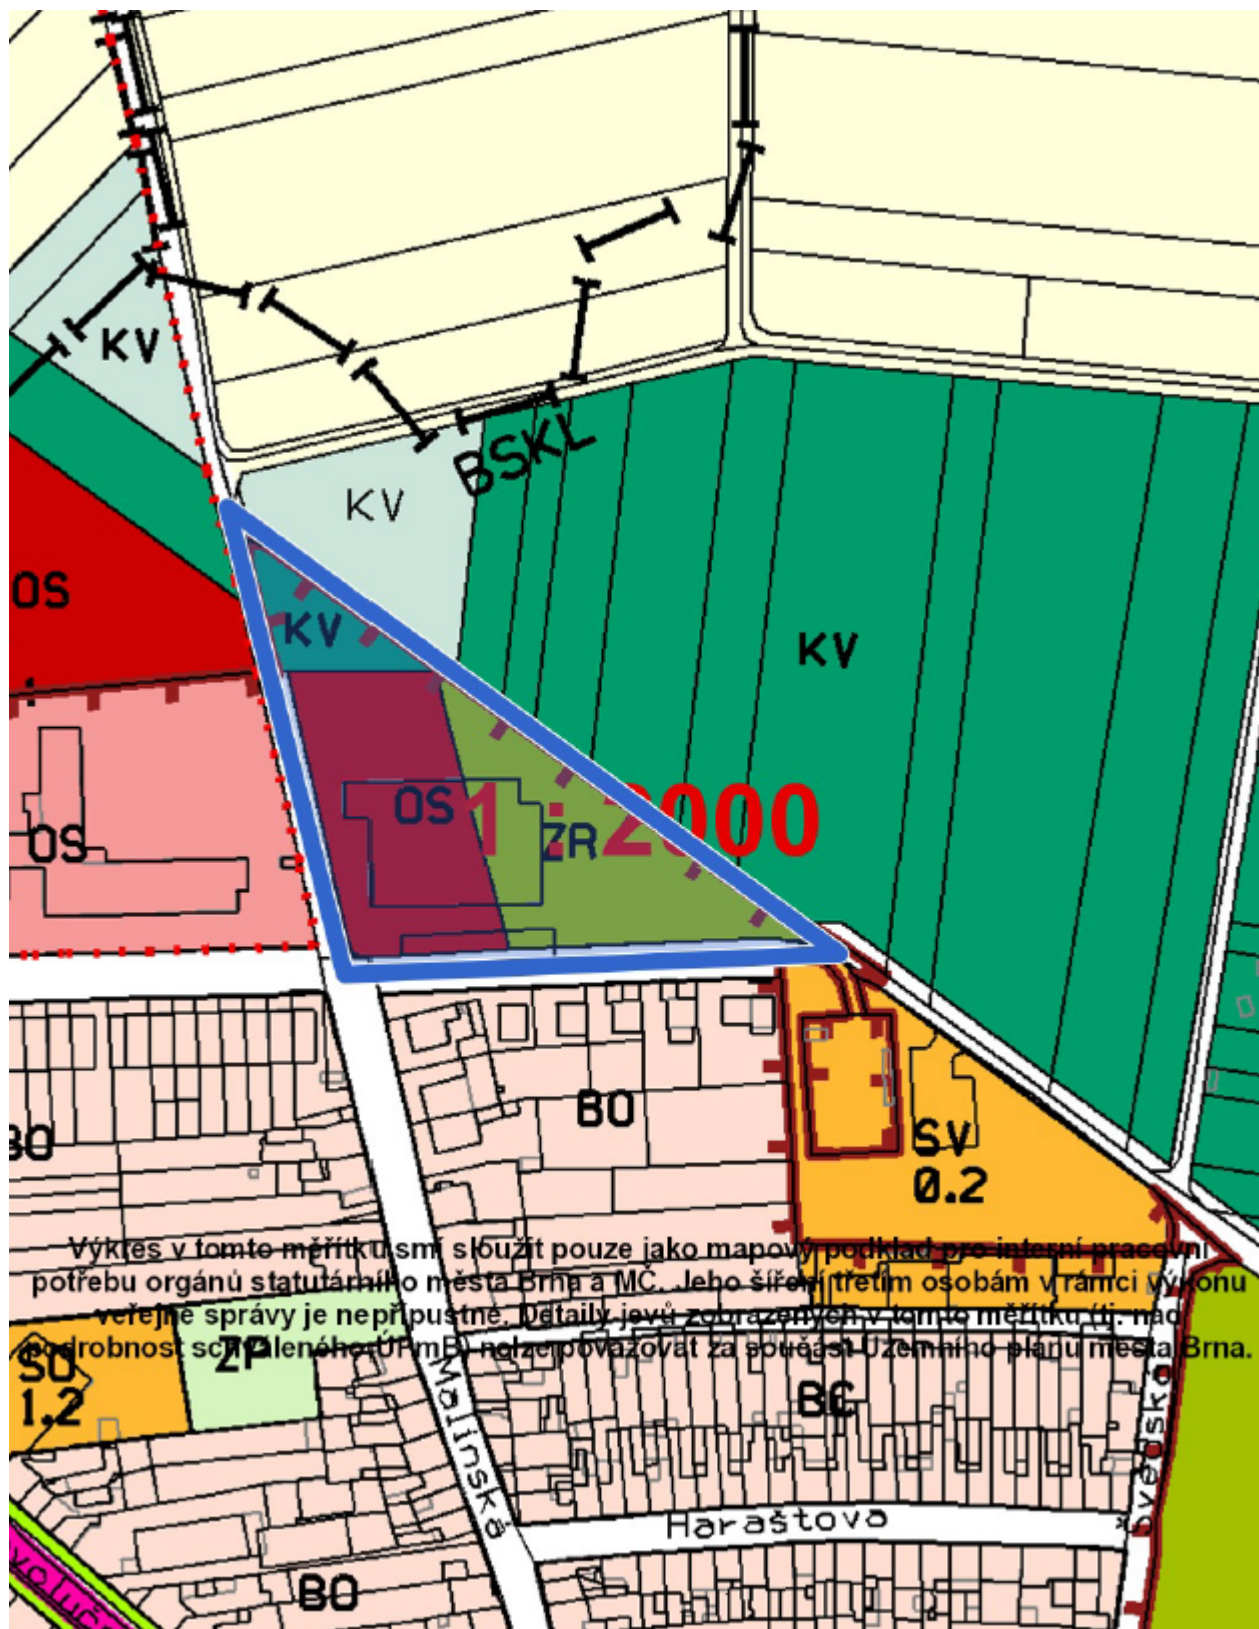 KV
BSKL
KV
OS
KV
KV
OS
1 : 2000
OS
ZR
BO
BO
SV
0.2
Výkres v tomto měřítku smí sloužit pouze jako mapový podklad pro interní pracovní
potřebu orgánů statutárního města Brna a MČ. Jeho šíření třetím osobám v rámci výkonu
veřejné správy je nepřípustné. Detaily jevů zobrazených v tomto měřítku (tj. nad
podrobnost schváleného ÚPmB) nelze považovat za součást Územního plánu města Brna.
SO
1.2
ZP
BC
Malínská
Haraštova
BO